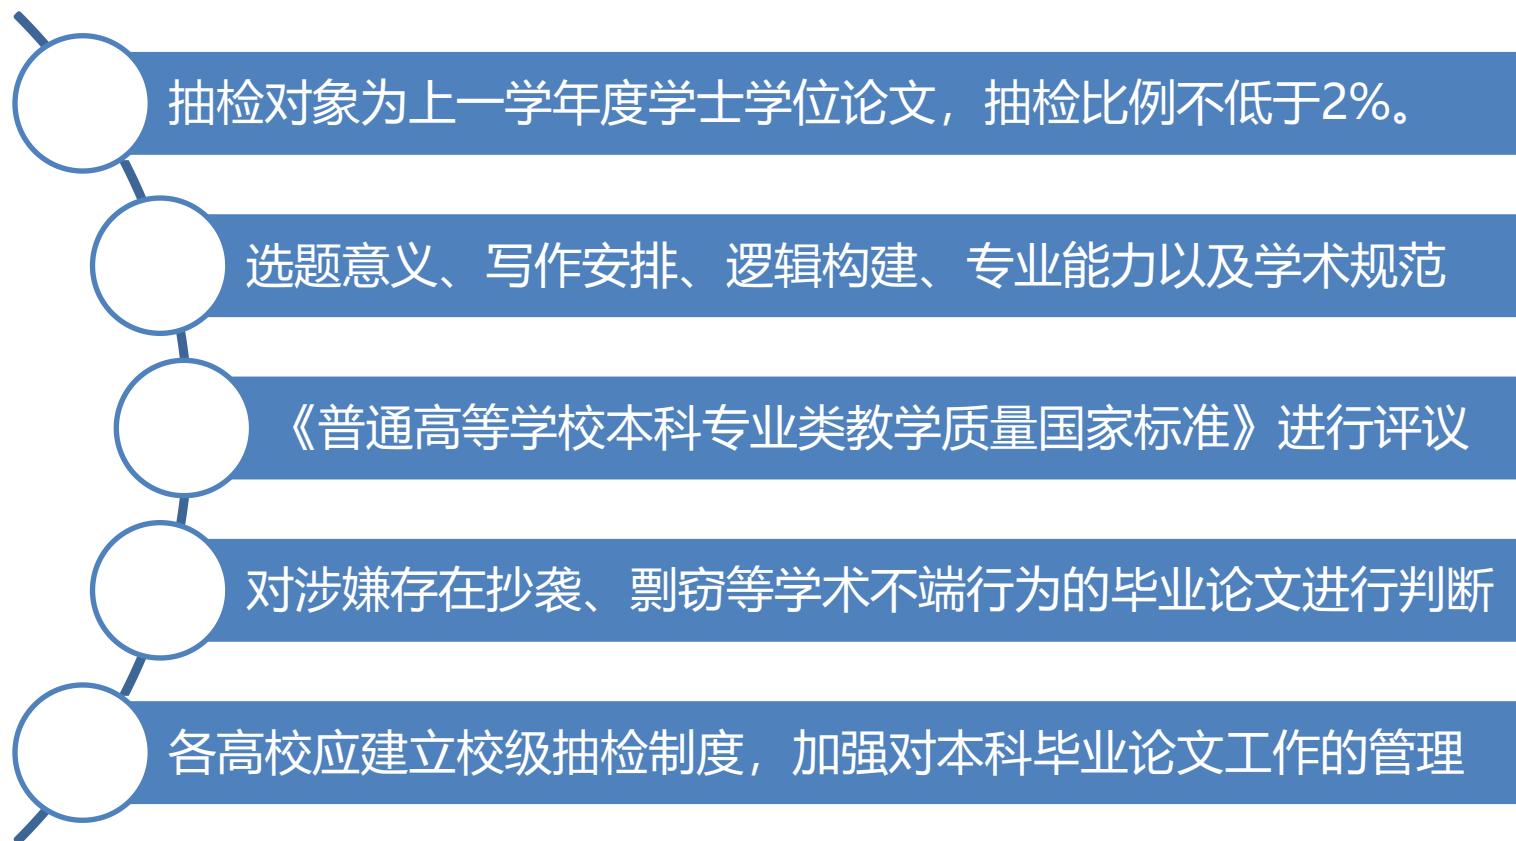 抽检对象为上一学年度学士学位论文，抽检比例不低于2%。
选题意义、写作安排、逻辑构建、专业能力以及学术规范
《普通高等学校本科专业类教学质量国家标准》进行评议
对涉嫌存在抄袭、剽窃等学术不端行为的毕业论文进行判断
各高校应建立校级抽检制度，加强对本科毕业论文工作的管理